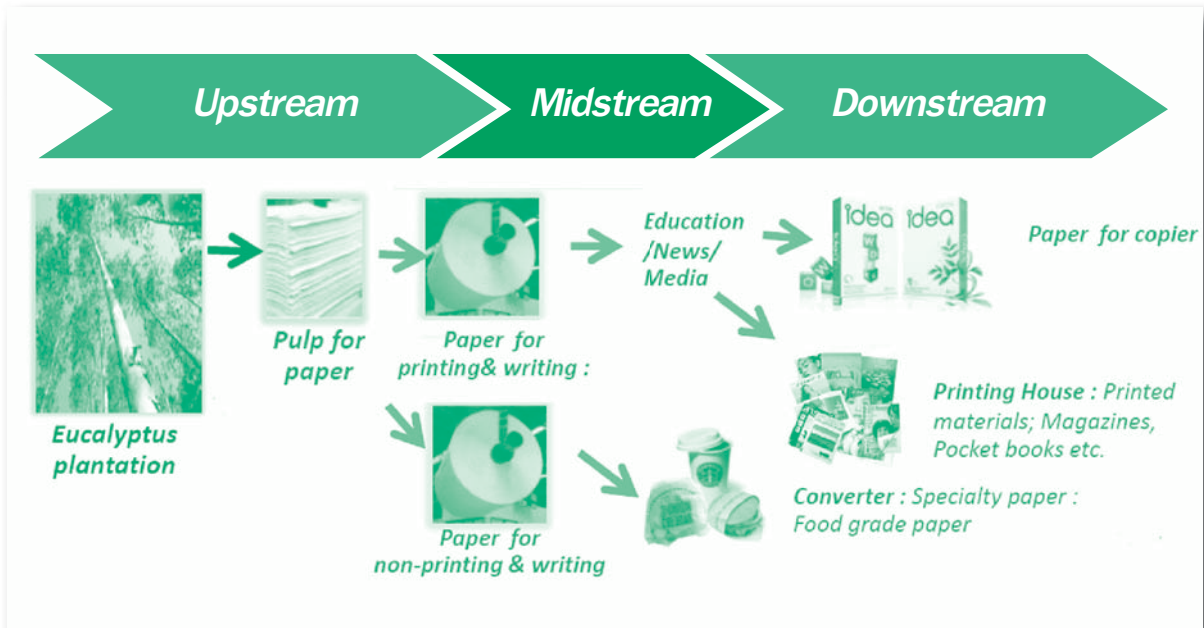 Upstream
Midstream
Downstream
idea
idea
Education
/News/
Media
Paper for copier
Pulp for
paper
Paper for
printing& writing :
Eucalyptus
plantation
Printing House : Printed
materials; Magazines,
Pocket books etc.
Converter : Specialty paper :
Food grade paper
Paper for
non-printing & writing